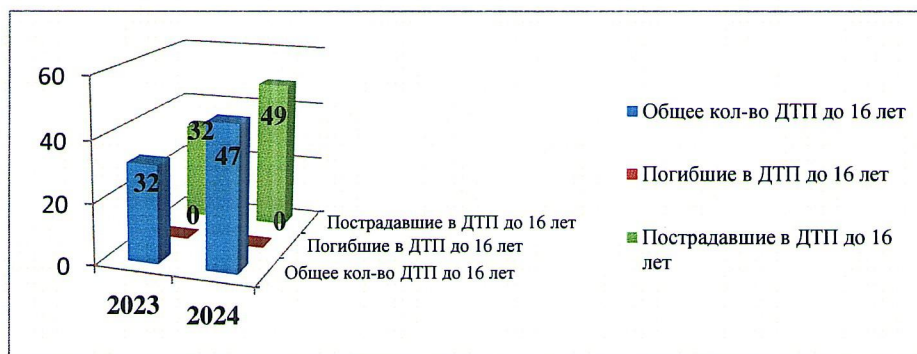 60
40
20
0
32
47
32
49
0
0
2023
2024
Пострадавшие в ДТП до 16 лет
Погибшие в ДТП до 16 лет
Общее кол-во ДТП до 16 лет
Общее кол-во ДТП до 16 лет
Погибшие в ДТП до 16 лет
Пострадавшие в ДТП до 16
лет